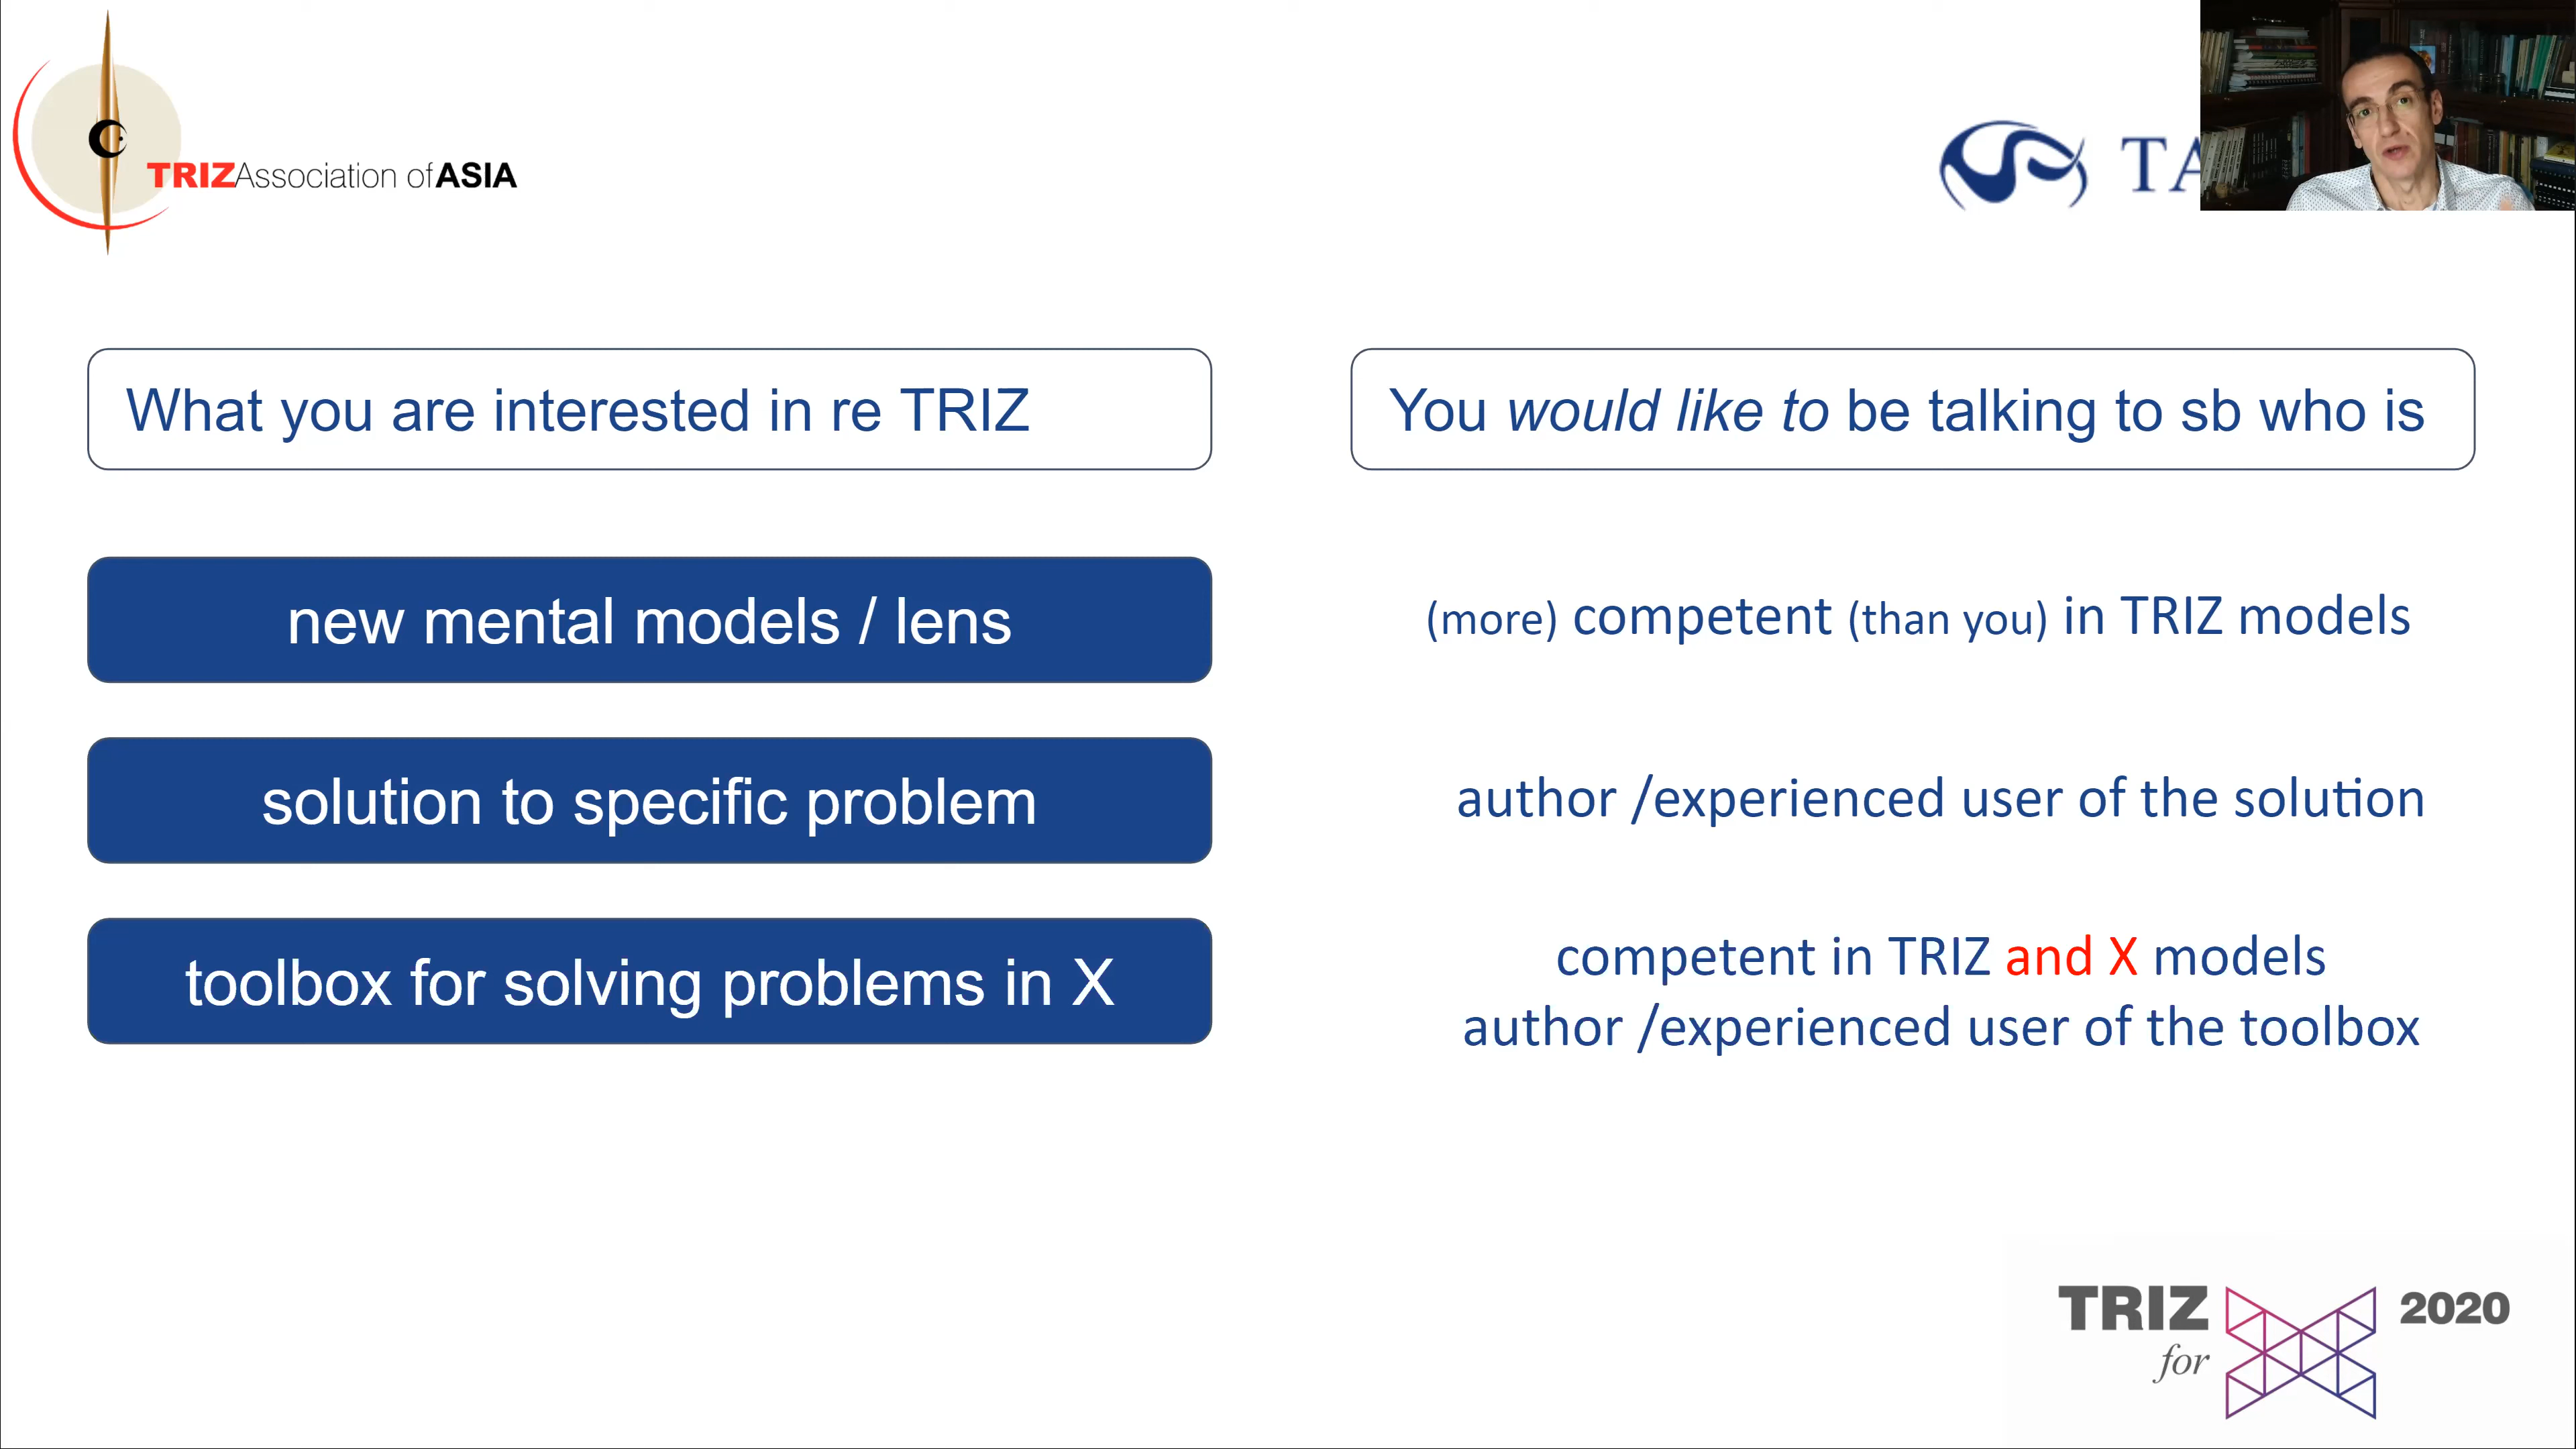 TRIZAssociation of ASIA
What you are interested in re TRIZ
You would like to be talking to sb who is
new mental models / lens
(more) competent (than you) in TRIZ models
solution to specific problem
author /experienced user of the solution
toolbox for solving problems in X
competent in TRIZ and X models
author /experienced user of the toolbox
TRIZ
for
2020